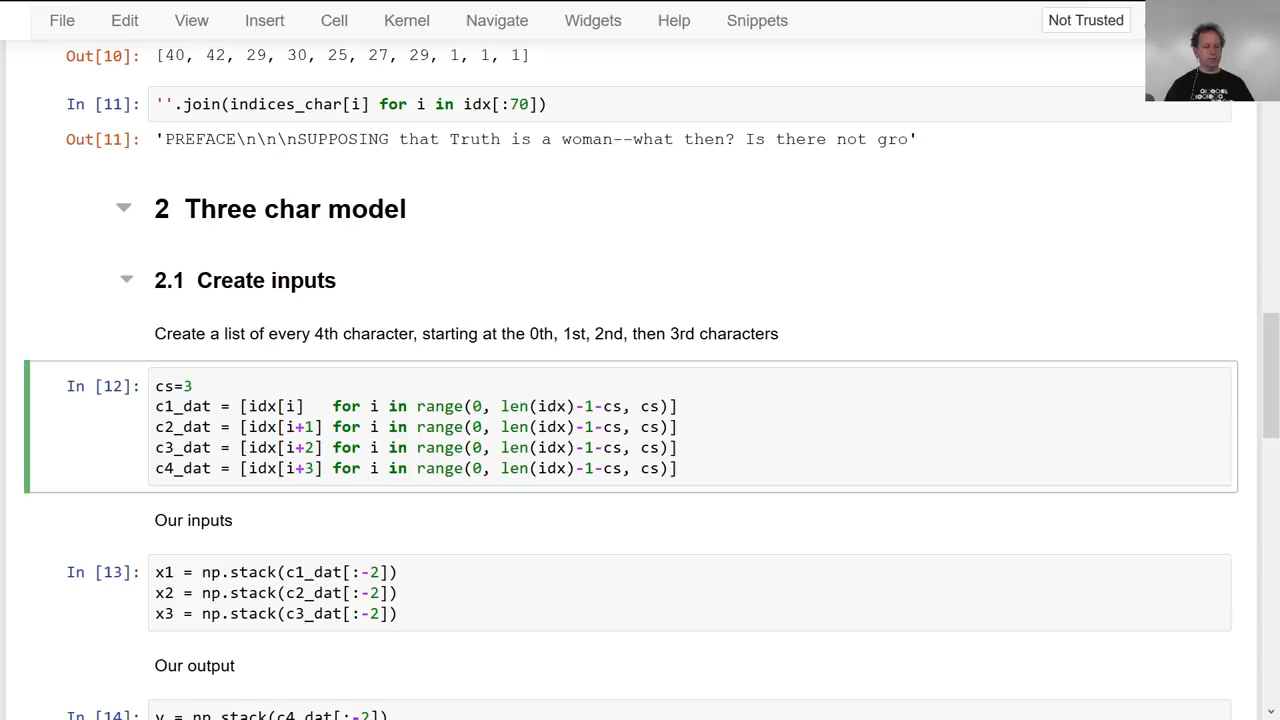 File Edit View Insert Cell Kernel Navigate Widgets Help Snippets Not Trusted
Out[10]: [40, 42, 29, 30, 25, 27, 29, 1, 1, 1]
In [11]: ''.join(indices_char[i] for i in idx[:70])
Out[11]: 'PREFACE\n\n\nSUPPOSING that Truth is a woman--what then? Is there not gro'
2 Three char model
2.1 Create inputs
Create a list of every 4th character, starting at the 0th, 1st, 2nd, then 3rd characters
In [12]: cs=3
c1_dat = [idx[i]   for i in range(0, len(idx)-1-cs, cs)]
c2_dat = [idx[i+1] for i in range(0, len(idx)-1-cs, cs)]
c3_dat = [idx[i+2] for i in range(0, len(idx)-1-cs, cs)]
c4_dat = [idx[i+3] for i in range(0, len(idx)-1-cs, cs)]
Our inputs
In [13]: x1 = np.stack(c1_dat[:-2])
x2 = np.stack(c2_dat[:-2])
x3 = np.stack(c3_dat[:-2])
Our output
In [14]: y = np.stack(c4_dat[:-2])